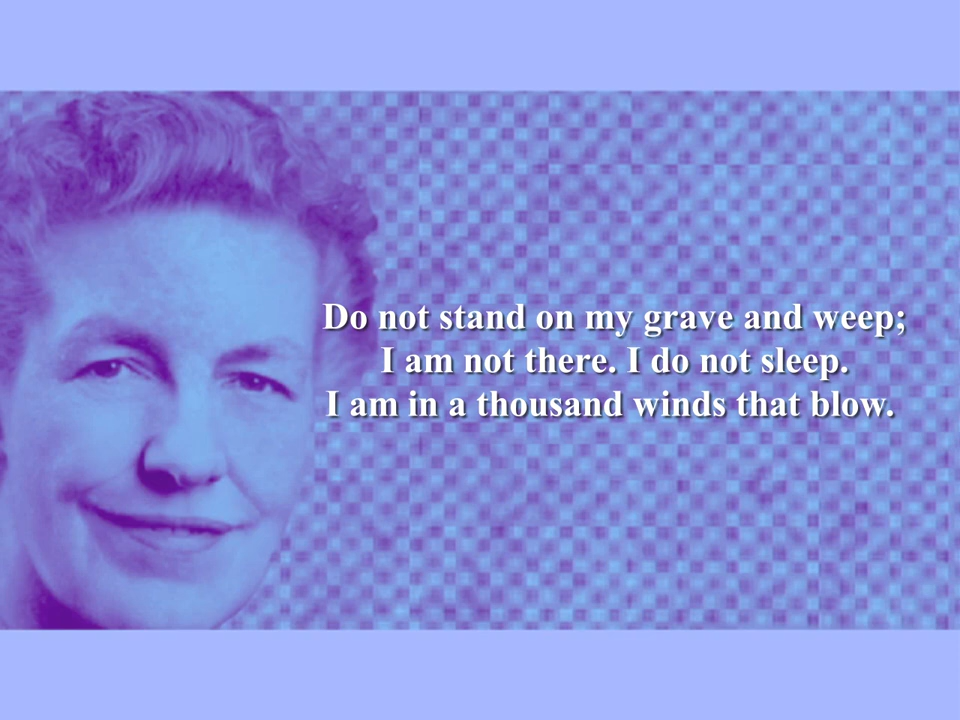 Do not stand on my grave and weep;
I am not there. I do not sleep.
I am in a thousand winds that blow.